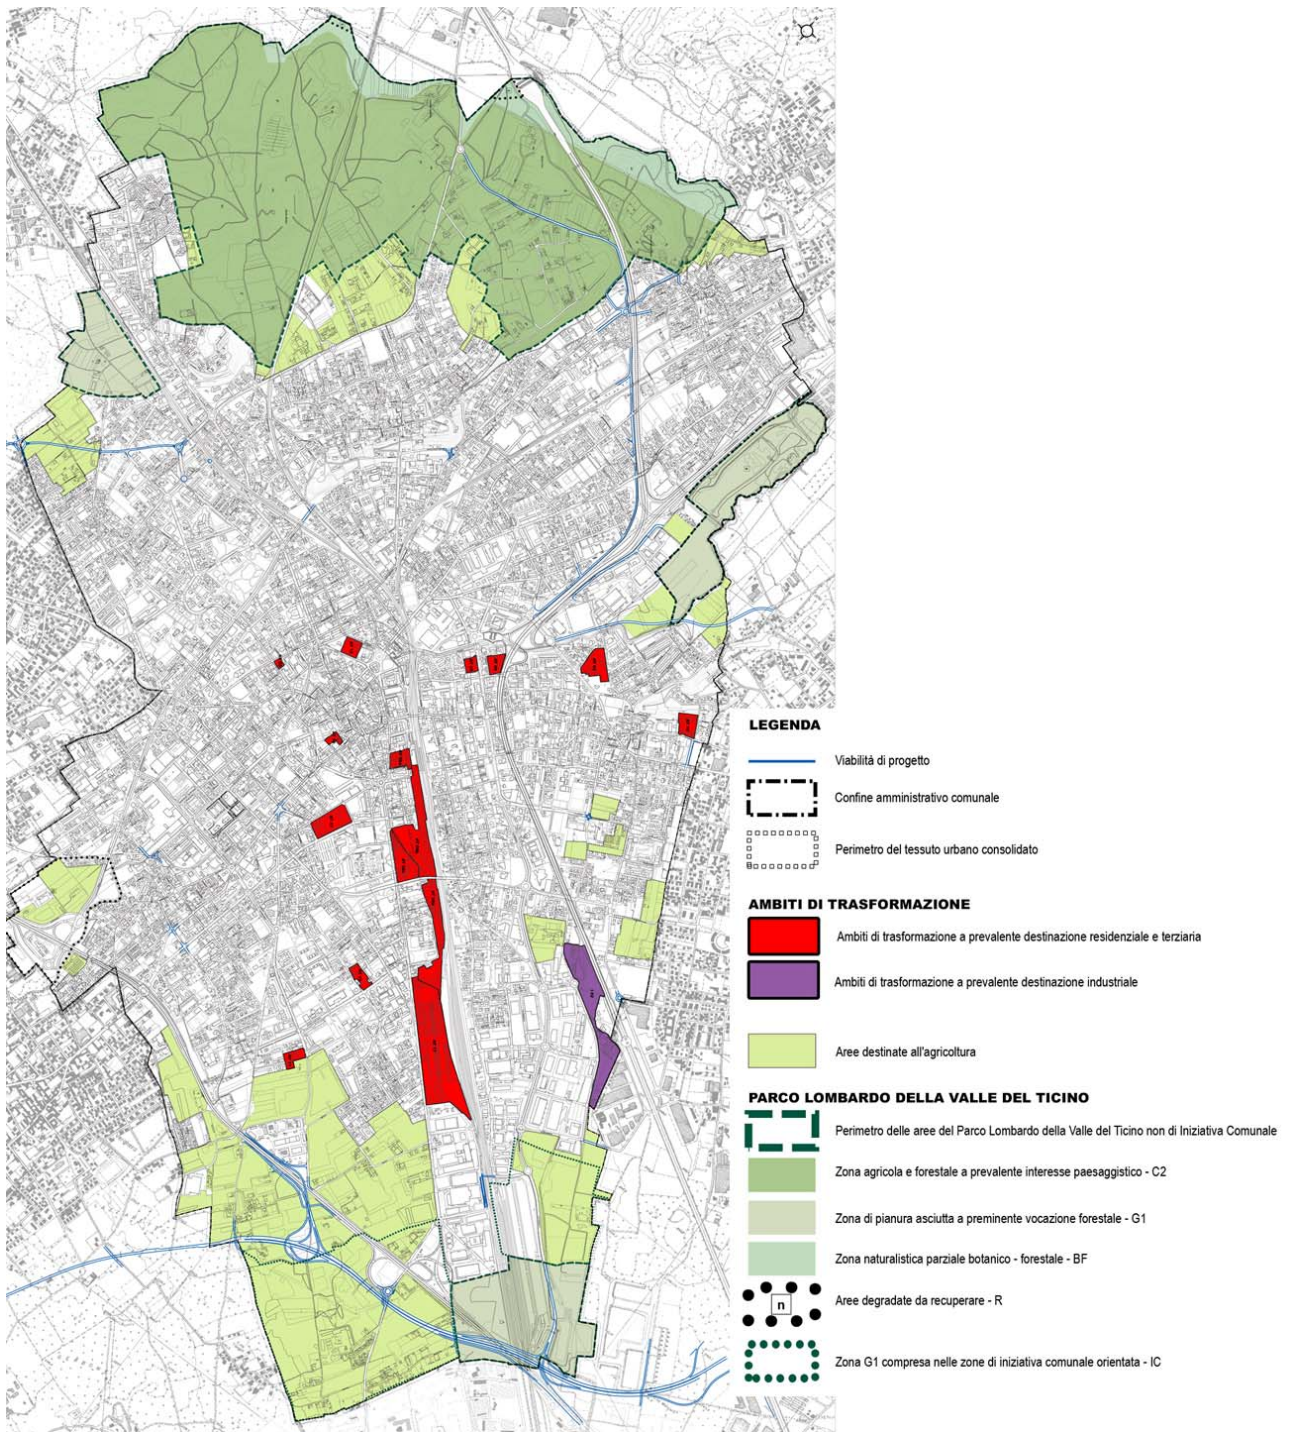 LEGENDA
Viabilità di progetto
Confine amministrativo comunale
Perimetro del tessuto urbano consolidato
AMBITI DI TRASFORMAZIONE
Ambiti di trasformazione a prevalente destinazione residenziale e terziaria
Ambiti di trasformazione a prevalente destinazione industriale
Aree destinate all'agricoltura
PARCO LOMBARDO DELLA VALLE DEL TICINO
Perimetro delle aree del Parco Lombardo della Valle del Ticino non di Iniziativa Comunale
Zona agricola e forestale a prevalente interesse paesaggistico - C2
Zona di pianura asciutta a preminente vocazione forestale - G1
Zona naturalistica parziale botanico - forestale - BF
n
Aree degradate da recuperare - R
Zona G1 compresa nelle zone di iniziativa comunale orientata - IC